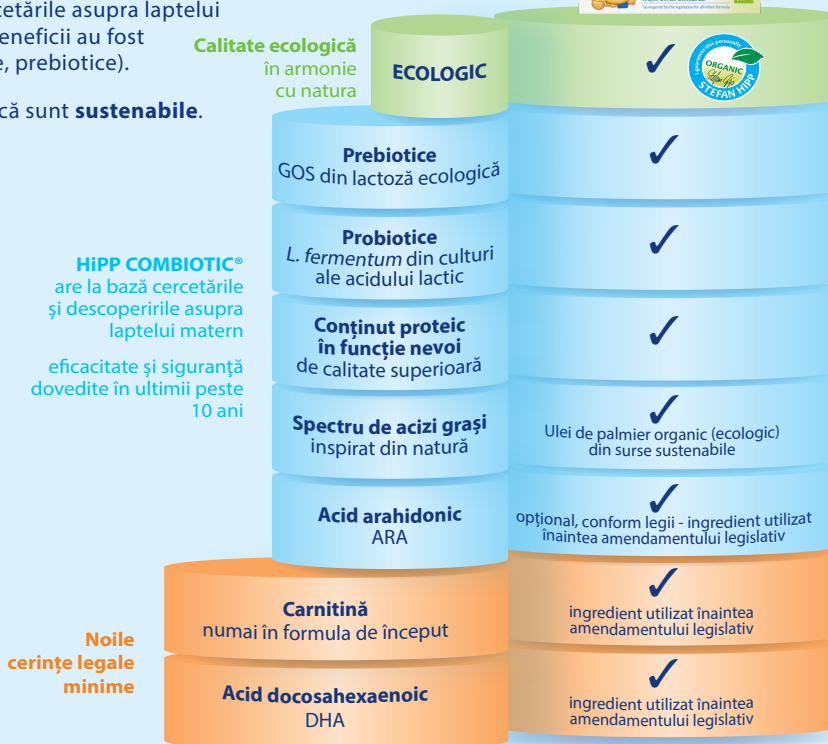 cetările asupra laptelui
eneficii au fost
e, prebiotice).
că sunt sustenabile.
Calitate ecologică
în armonie
cu natura
ECOLOGIC
✓
I guarantee this personally
ORGANIC
STEFAN HIPP
Prebiotice
GOS din lactoză ecologică
✓
Probiotice
L. fermentum din culturi
ale acidului lactic
✓
HiPP COMBIOTIC®
are la bază cercetările
și descoperirile asupra
laptelui matern
eficacitate și siguranță
dovedite în ultimii peste
10 ani
Conținut proteic
în funcție nevoi
de calitate superioară
✓
Spectru de acizi grași
inspirat din natură
✓
Ulei de palmier organic (ecologic)
din surse sustenabile
Acid arahidonic
ARA
✓
opțional, conform legii - ingredient utilizat
înaintea amendamentului legislativ
Noile
cerințe legale
minime
Carnitină
numai în formula de început
✓
ingredient utilizat înaintea
amendamentului legislativ
Acid docosahexaenoic
DHA
✓
ingredient utilizat înaintea
amendamentului legislativ